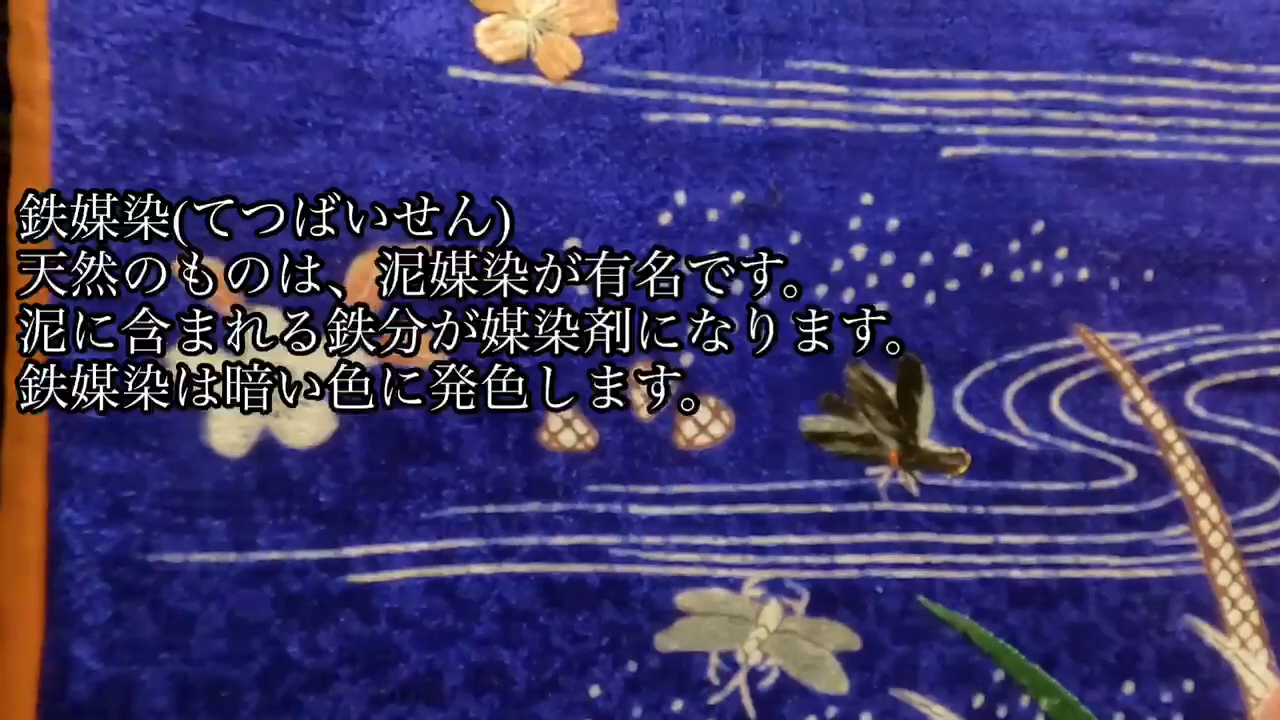 鉄媒染(てつばいせん)
天然のものは、泥媒染が有名です。
泥に含まれる鉄分が媒染剤になります。
鉄媒染は暗い色に発色します。